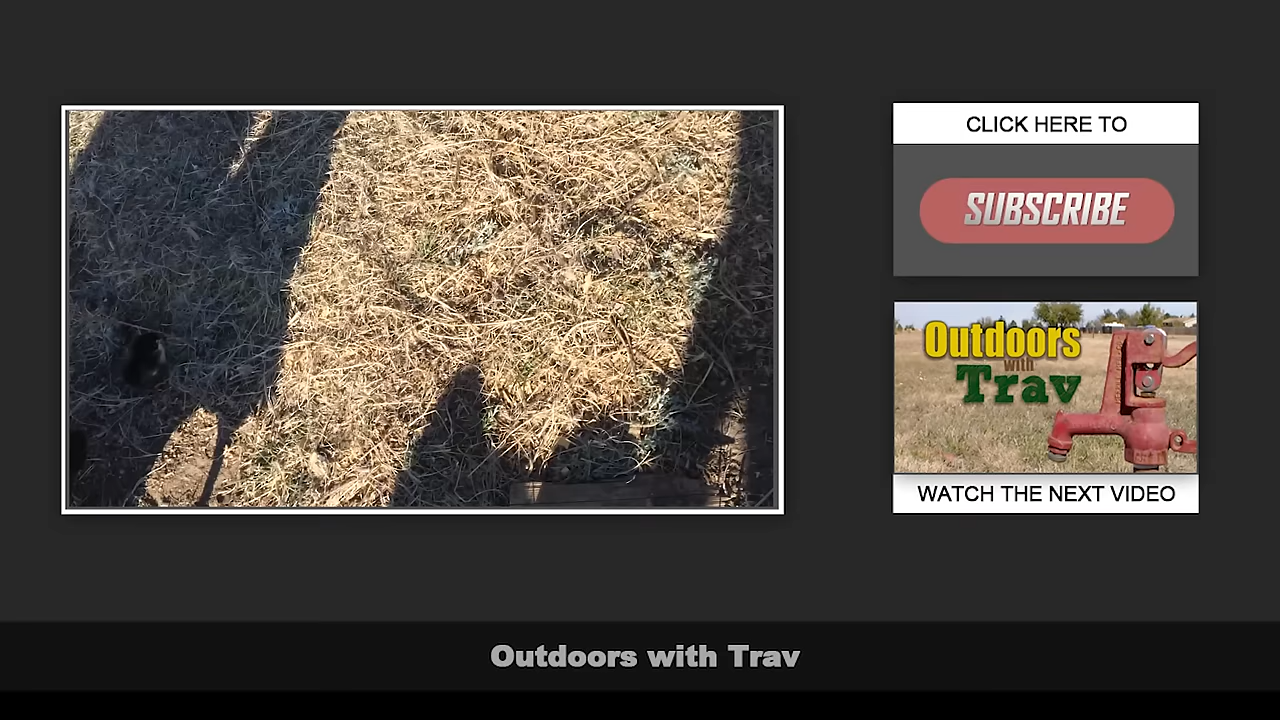 CLICK HERE TO
SUBSCRIBE
Outdoors
with
Trav
WATCH THE NEXT VIDEO
Outdoors with Trav